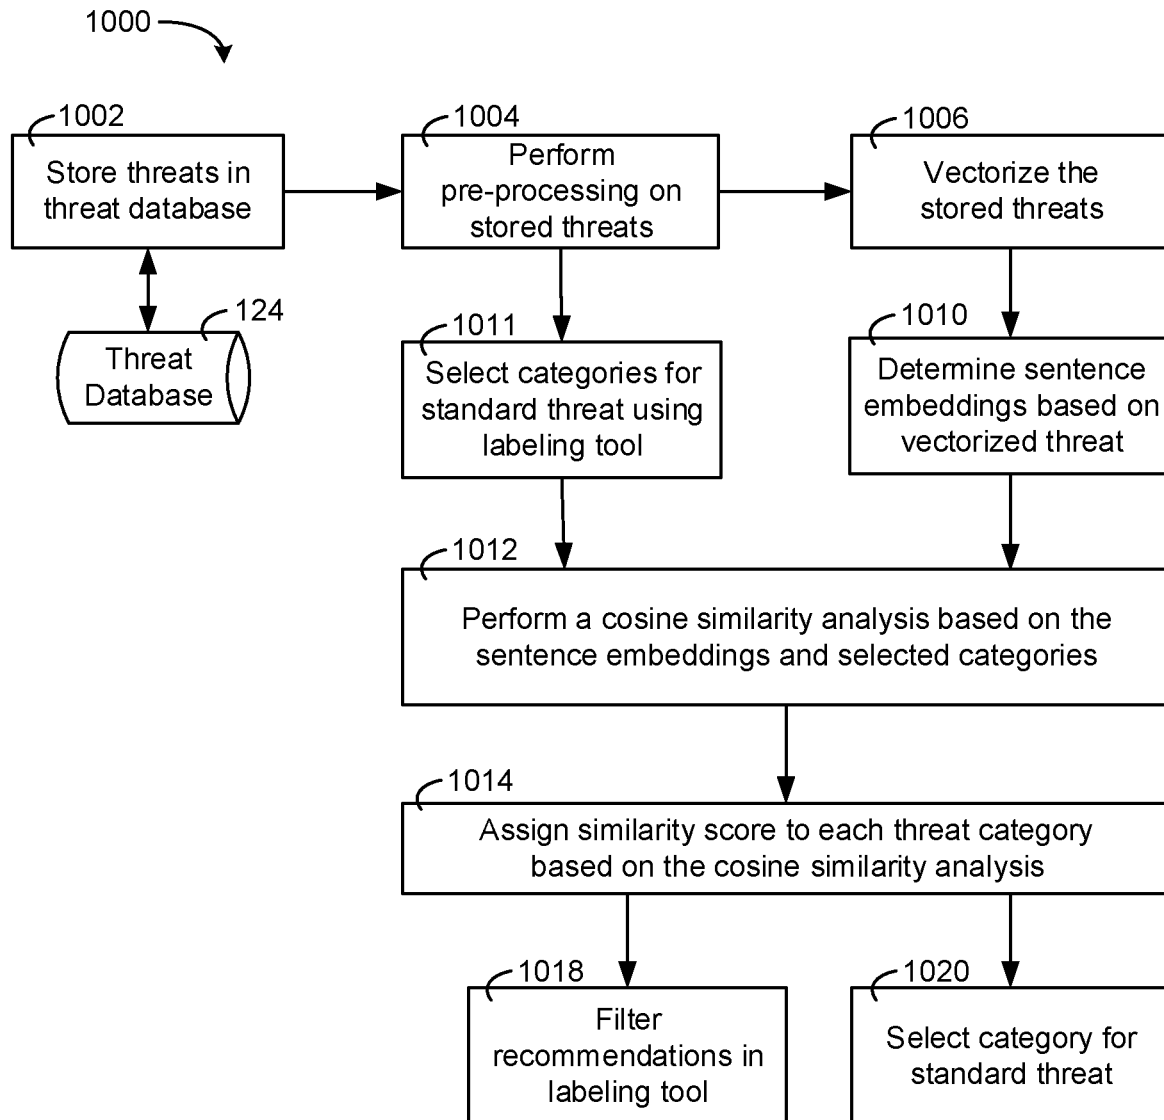 1000
1002
Store threats in
threat database
1004
Perform
pre-processing on
stored threats
1006
Vectorize the
stored threats
124
Threat
Database
1011
Select categories for
standard threat using
labeling tool
1010
Determine sentence
embeddings based on
vectorized threat
1012
Perform a cosine similarity analysis based on the
sentence embeddings and selected categories
1014
Assign similarity score to each threat category
based on the cosine similarity analysis
1018
Filter
recommendations in
labeling tool
1020
Select category for
standard threat